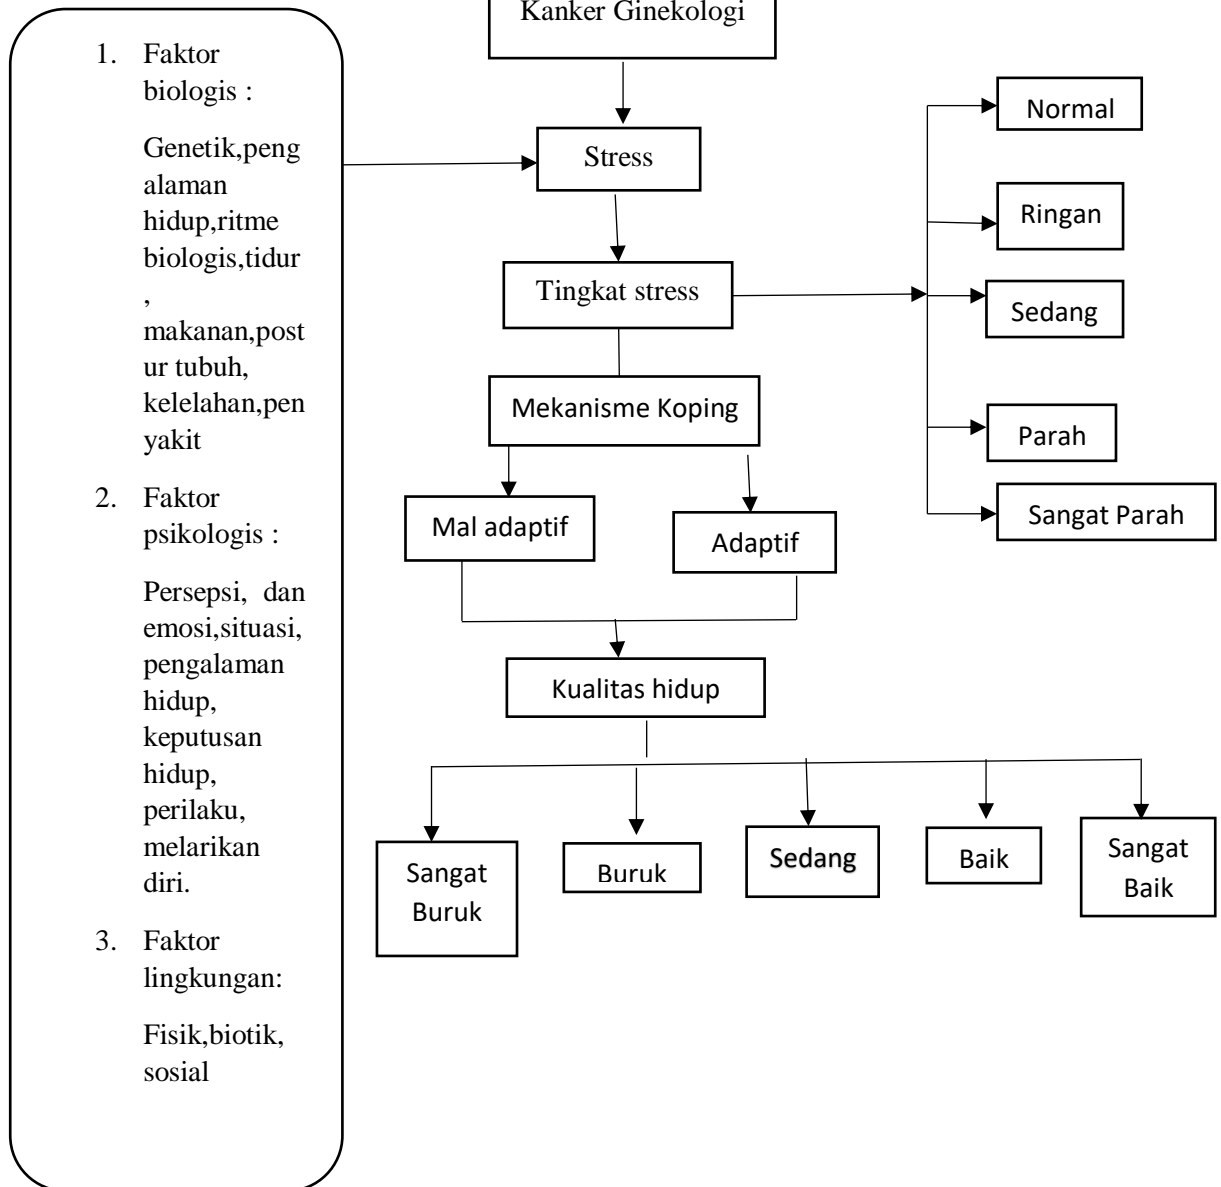 Kanker Ginekologi
1. Faktor
biologis :
Genetik,peng
alaman
hidup,ritme
biologis,tidur
,
makanan,post
ur tubuh,
kelelahan,pen
yakit
2. Faktor
psikologis :
Persepsi, dan
emosi,situasi,
pengalaman
hidup,
keputusan
hidup,
perilaku,
melarikan
diri.
3. Faktor
lingkungan:
Fisik,biotik,
sosial
Stress
Tingkat stress
Normal
Ringan
Sedang
Parah
Sangat Parah
Mekanisme Koping
Mal adaptif
Adaptif
Kualitas hidup
Sangat
Buruk
Buruk
Sedang
Baik
Sangat
Baik